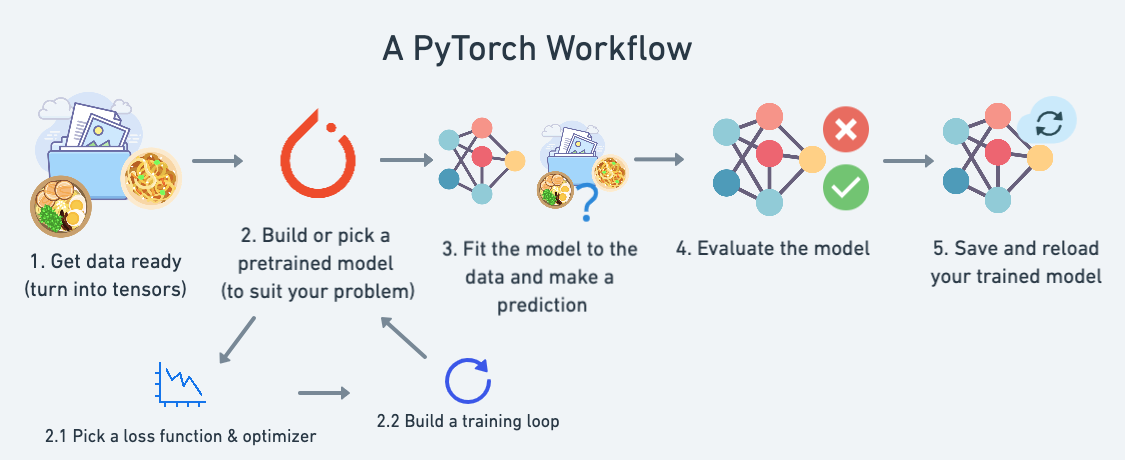 A PyTorch Workflow
1. Get data ready
(turn into tensors)
2. Build or pick a
pretrained model
(to suit your problem)
3. Fit the model to the
data and make a
prediction
4. Evaluate the model
5. Save and reload
your trained model
2.1 Pick a loss function & optimizer
2.2 Build a training loop